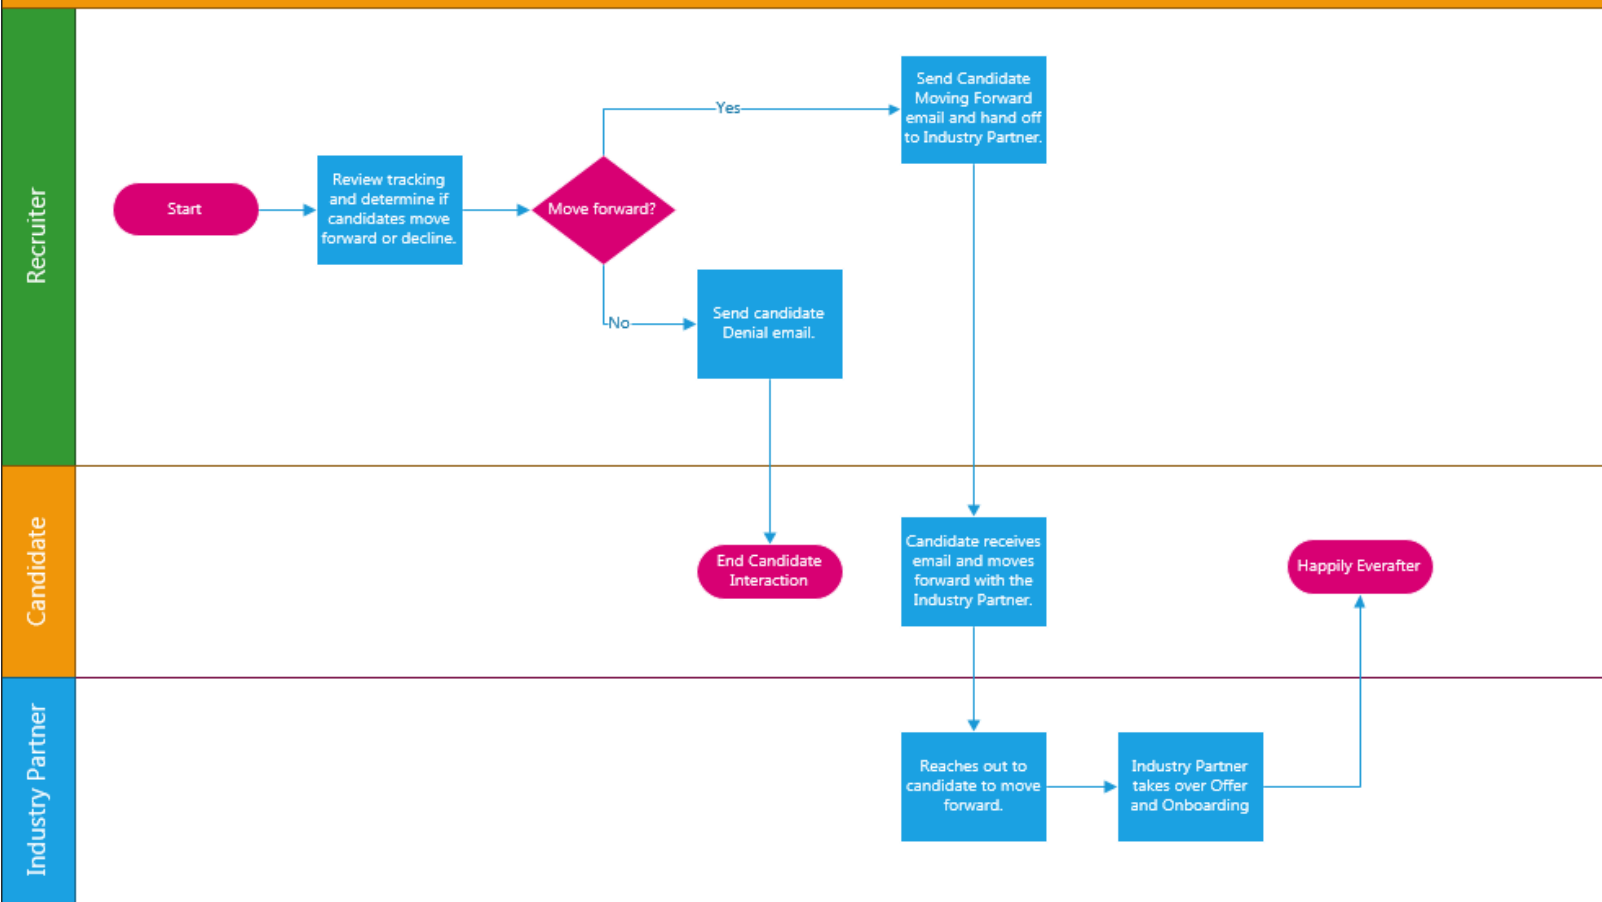 Recruiter
Start
Review tracking
and determine if
candidates move
forward or decline.
Move forward?
Yes
No
Send Candidate
Moving Forward
email and hand off
to Industry Partner.
Send candidate
Denial email.
Candidate
End Candidate
Interaction
Candidate receives
email and moves
forward with the
Industry Partner.
Happily Everafter
Industry Partner
Reaches out to
candidate to move
forward.
Industry Partner
takes over Offer
and Onboarding